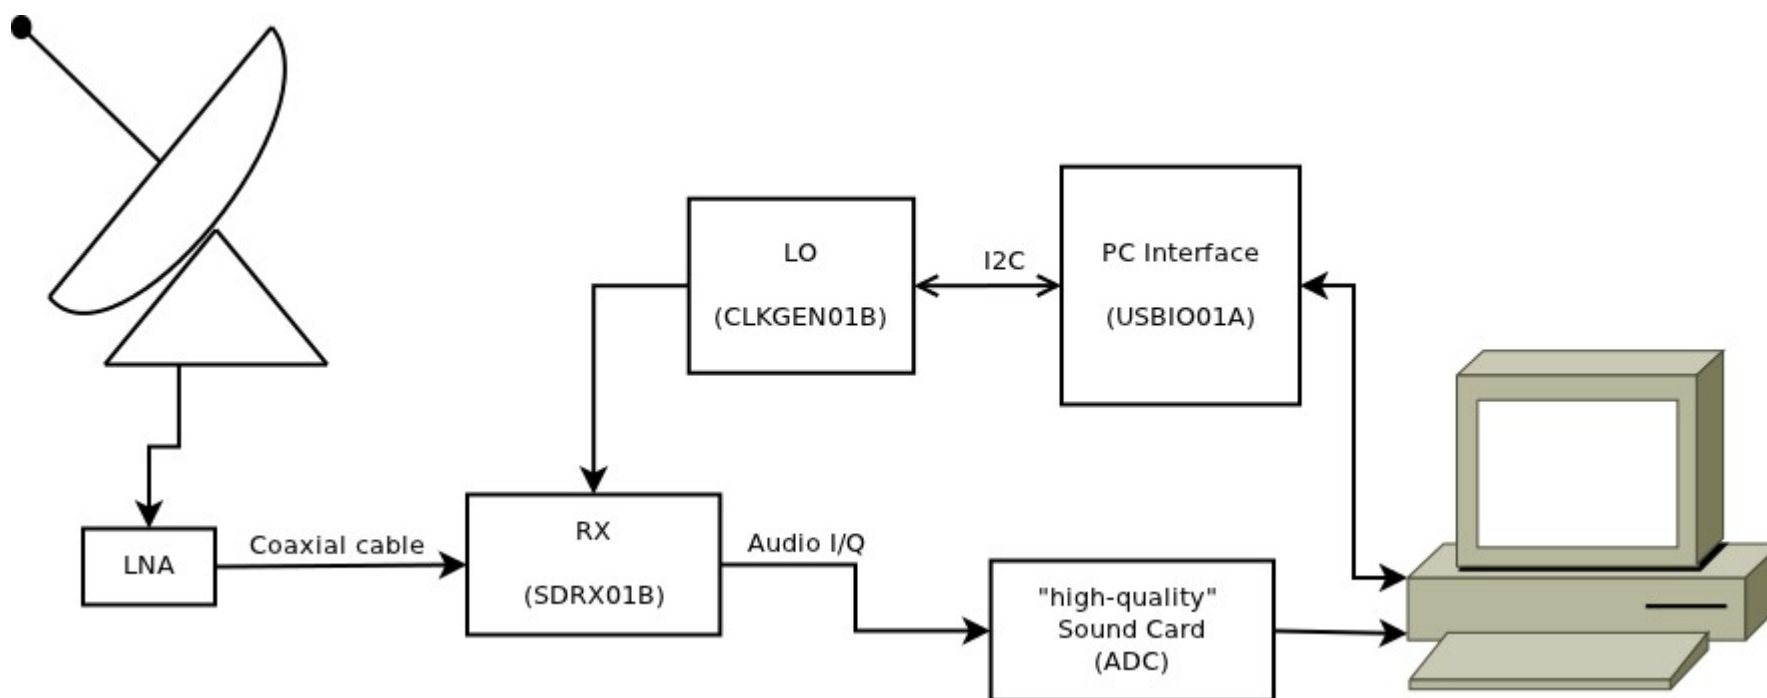 LO
(CLKGEN01B)
I2C
PC Interface
(USBIO01A)
LNA
Coaxial cable
RX
(SDRX01B)
Audio I/Q
"high-quality"
Sound Card
(ADC)